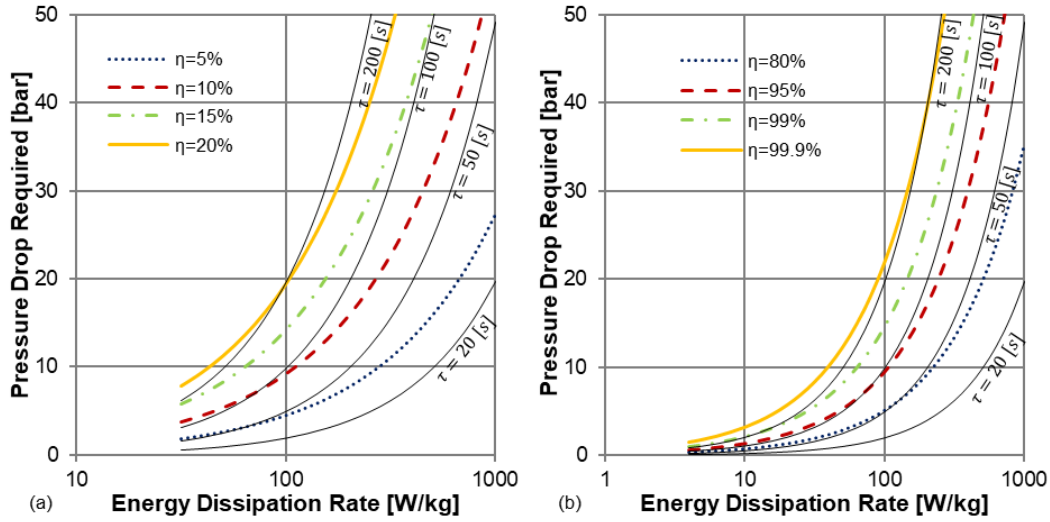 Pressure Drop Required [bar]
50
40
30
20
10
0
η=5%
η=10%
η=15%
η=20%
τ = 200 [s]
τ = 100 [s]
τ = 50 [s]
τ = 20 [s]
10
100
1000
(a)
Energy Dissipation Rate [W/kg]
Pressure Drop Required [bar]
50
40
30
20
10
0
η=80%
η=95%
η=99%
η=99.9%
τ = 200 [s]
τ = 100 [s]
τ = 50 [s]
τ = 20 [s]
1
10
100
1000
(b)
Energy Dissipation Rate [W/kg]